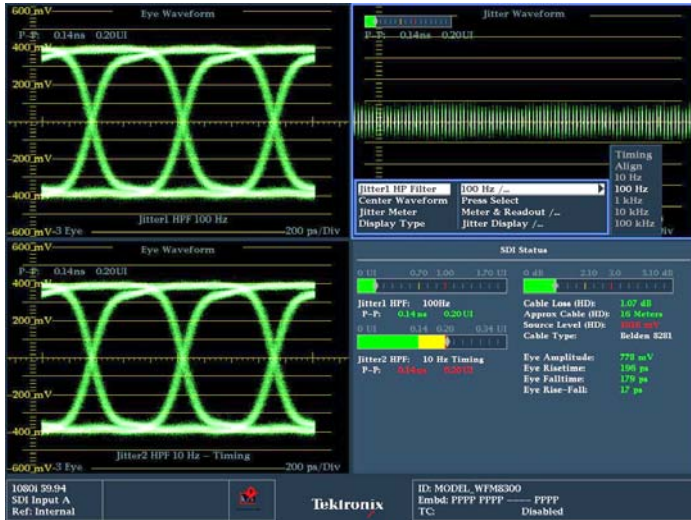 600 mV
Eye Waveform
P-P: 0.14ns 0.20UI
400 mV
200 mV
-200 mV
-400 mV
Jitter1 HPF 100 Hz
-600 mV-3 Eye
200 ps/Div
Jitter Waveform
P-P: 0.14ns 0.20UI
Timing
Align
10 Hz
100 Hz
1 kHz
10 kHz
100 kHz
Jitter1 HP Filter 100 Hz /...
Center Waveform Press Select
Jitter Meter Meter & Readout /...
Display Type Jitter Display /...
600 mV
Eye Waveform
P-P: 0.14ns 0.20UI
400 mV
200 mV
-200 mV
-400 mV
Jitter2 HPF 10 Hz - Timing
-600 mV-3 Eye
200 ps/Div
SDI Status
0 UI 0.70 1.00 1.70 UI
Jitter1 HPF: 100Hz
P-P: 0.14 ns 0.20 UI
0 UI 0.14 0.20 0.34 UI
Jitter2 HPF: 10 Hz Timing
P-P: 0.14 ns 0.20 UI
0 dB 2.10 3.0 5.10 dB
Cable Loss (HD): 1.07 dB
Approx Cable (HD): 16 Meters
Source Level (HD):
Cable Type: Belden 8281
Eye Amplitude: 778 mV
Eye Risetime: 196 ps
Eye Falltime: 179 ps
Eye Rise-Fall: 17 ps
1080i 59.94
SDI Input A
Ref: Internal
Tektronix
ID: MODEL_WFM8300
Embd: PPPP PPPP ---- PPPP
TC: Disabled